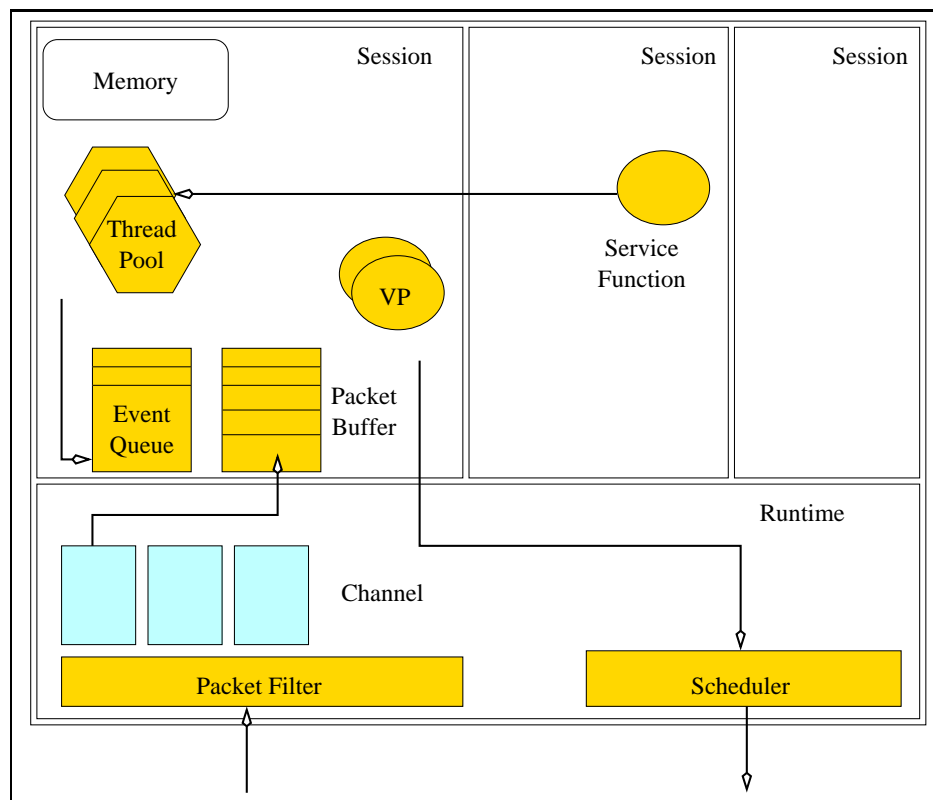 Session
Session
Session
Memory
Thread
Pool
Service
Function
VP
Packet
Buffer
Event
Queue
Runtime
Channel
Packet Filter
Scheduler